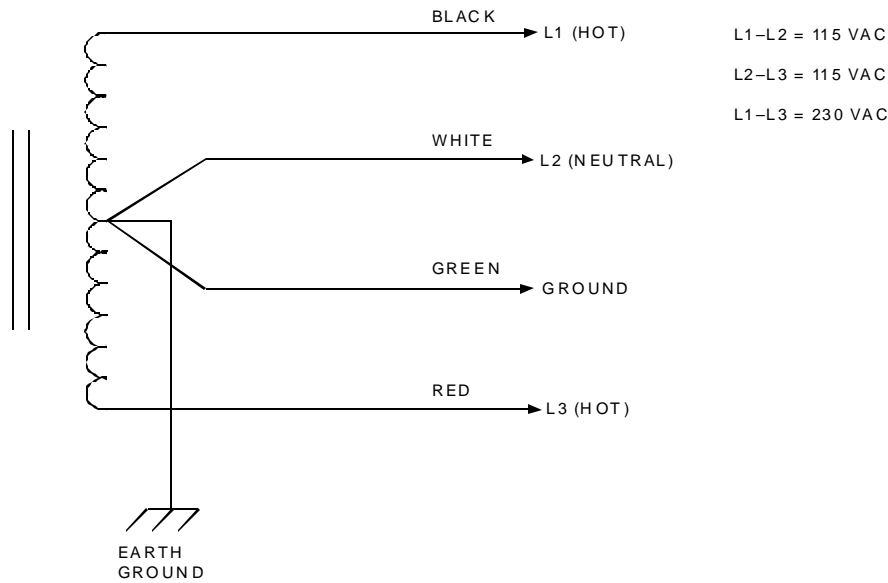 BLACK
L1 (HOT)
L1–L2 = 115 VAC
L2–L3 = 115 VAC
L1–L3 = 230 VAC
WHITE
L2 (NEUTRAL)
GREEN
GROUND
RED
L3 (HOT)
EARTH
GROUND